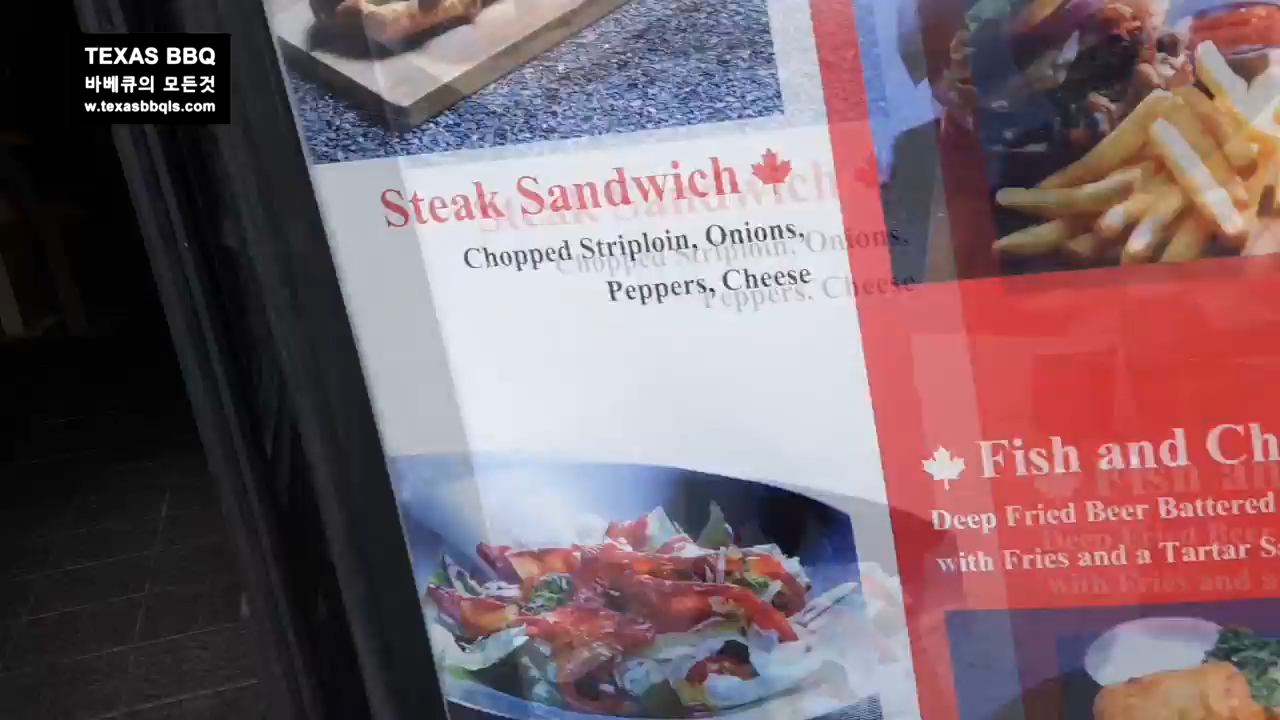 TEXAS BBQ
바베큐의 모든것
w.texasbbqls.com
Steak Sandwich
Chopped Striploin, Onions,
Peppers, Cheese
Fish and Ch
Deep Fried Beer Battered
with Fries and a Tartar S